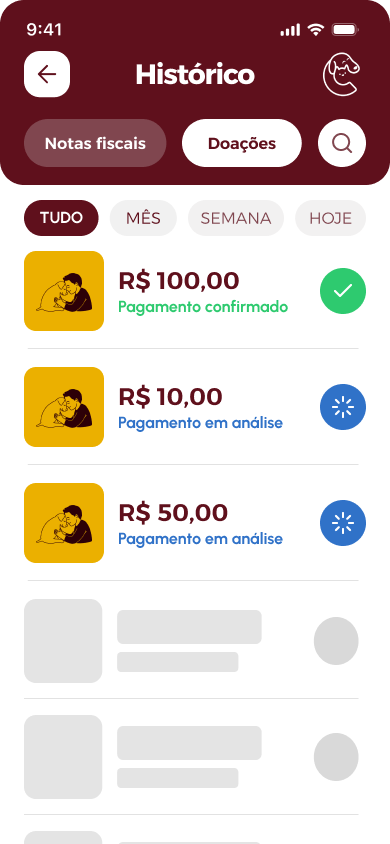 9:41
Histórico
Notas fiscais
Doações
TUDO
MÊS
SEMANA
HOJE
R$ 100,00
Pagamento confirmado
R$ 10,00
Pagamento em análise
R$ 50,00
Pagamento em análise